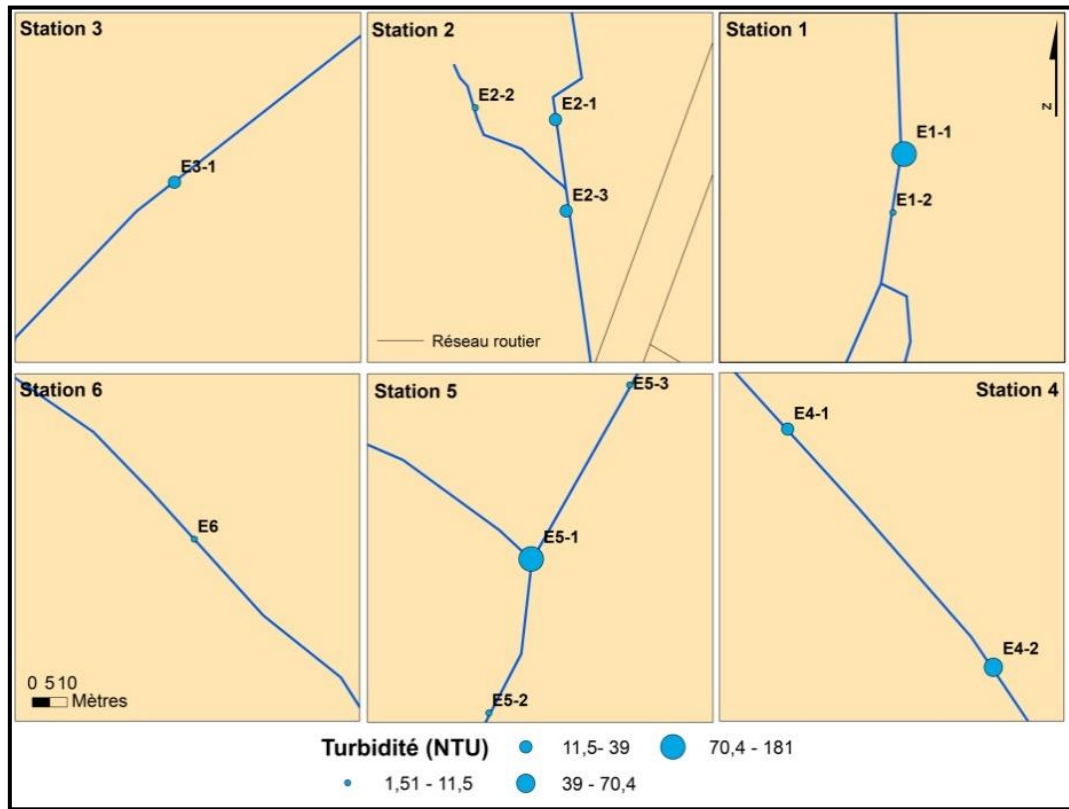 Station 3
E3-1
Station 2
E2-2
E2-1
E2-3
Réseau routier
Station 1
E1-1
E1-2
z
Station 6
E6
0 510
Mètres
Station 5
E5-3
E5-1
E5-2
Station 4
E4-1
E4-2
Turbidité (NTU)
11,5- 39
70,4 - 181
1,51 - 11,5
39 - 70,4